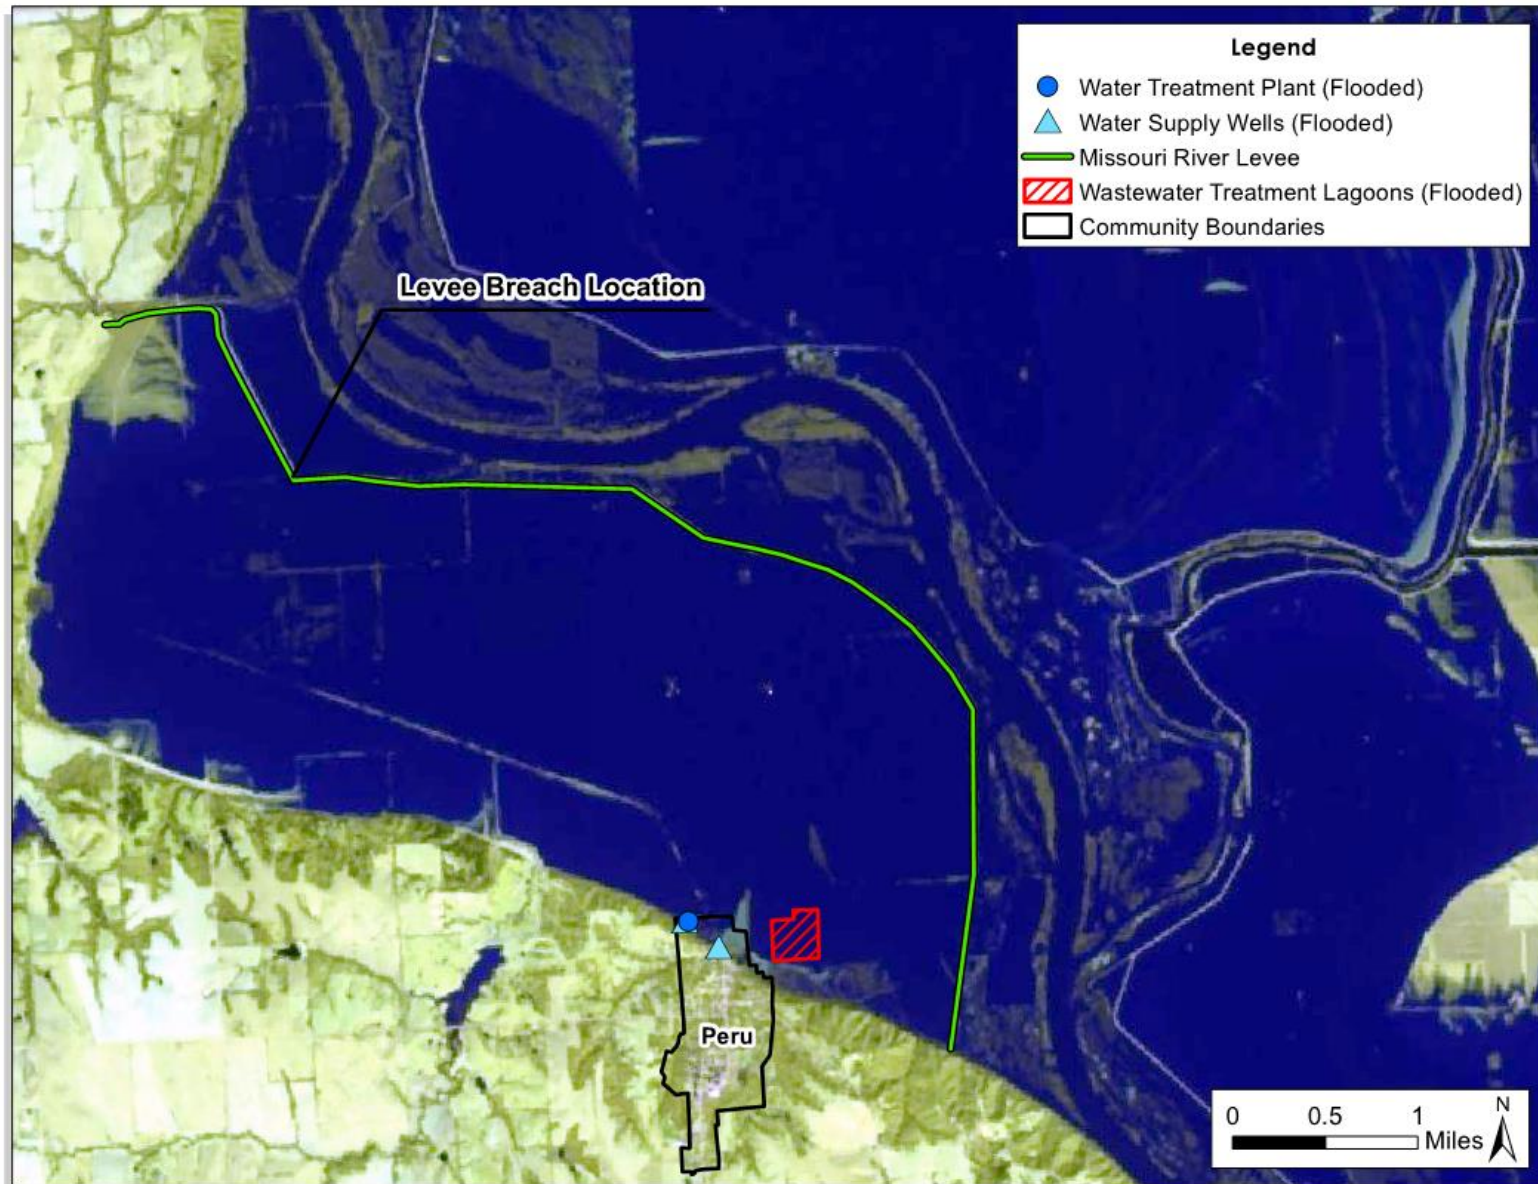 Legend
Water Treatment Plant (Flooded)
Water Supply Wells (Flooded)
Missouri River Levee
Wastewater Treatment Lagoons (Flooded)
Community Boundaries
Levee Breach Location
Peru
0 0.5 1
Miles
N